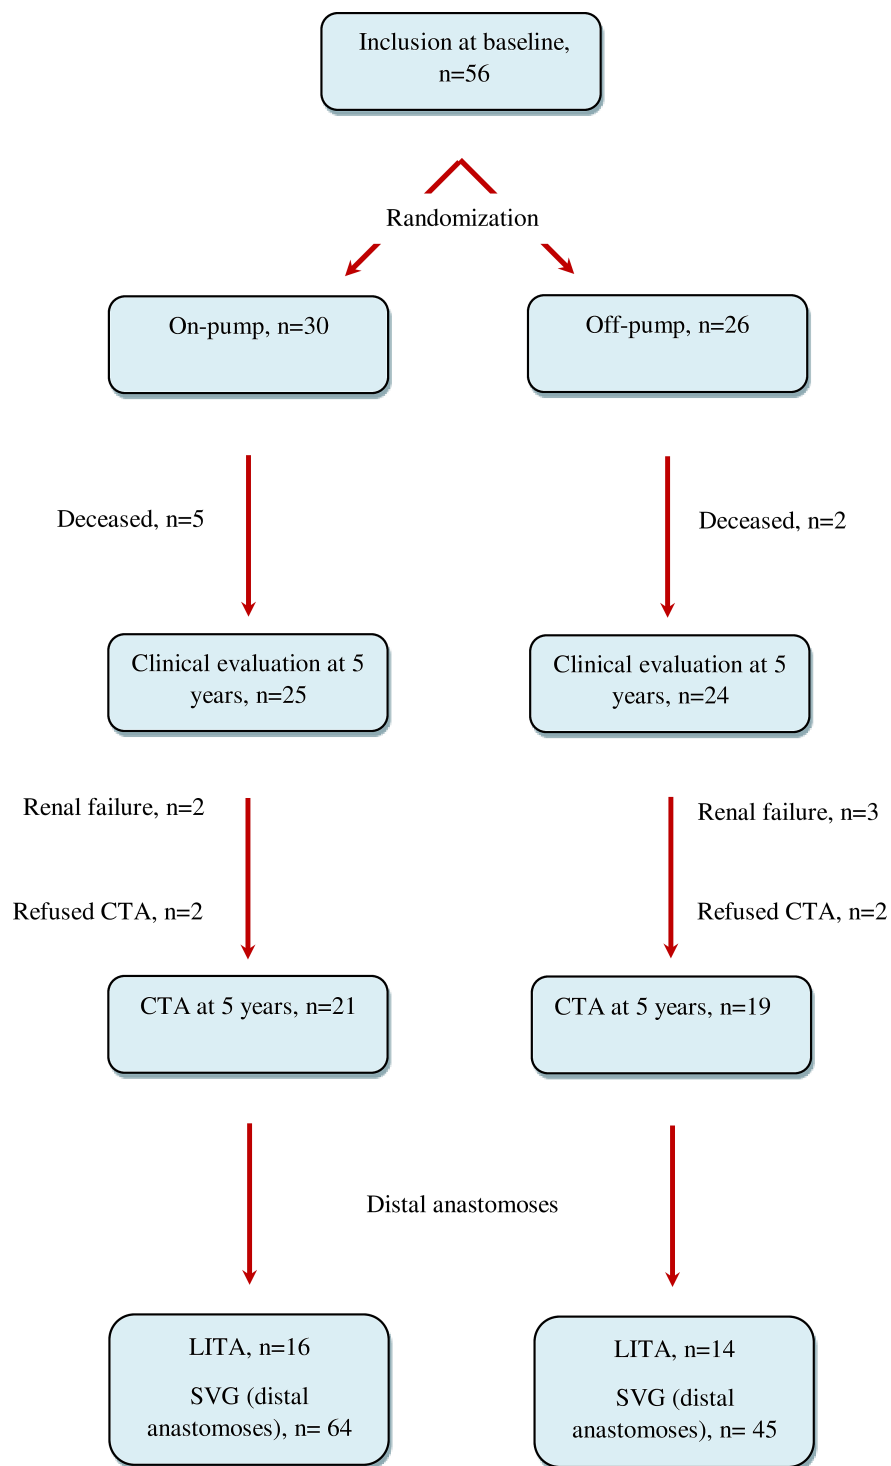 Inclusion at baseline,
n=56
Randomization
On-pump, n=30
Off-pump, n=26
Deceased, n=5
Deceased, n=2
Clinical evaluation at 5
years, n=25
Clinical evaluation at 5
years, n=24
Renal failure, n=2
Renal failure, n=3
Refused CTA, n=2
Refused CTA, n=2
CTA at 5 years, n=21
CTA at 5 years, n=19
Distal anastomoses
LITA, n=16
SVG (distal
anastomoses), n= 64
LITA, n=14
SVG (distal
anastomoses), n= 45